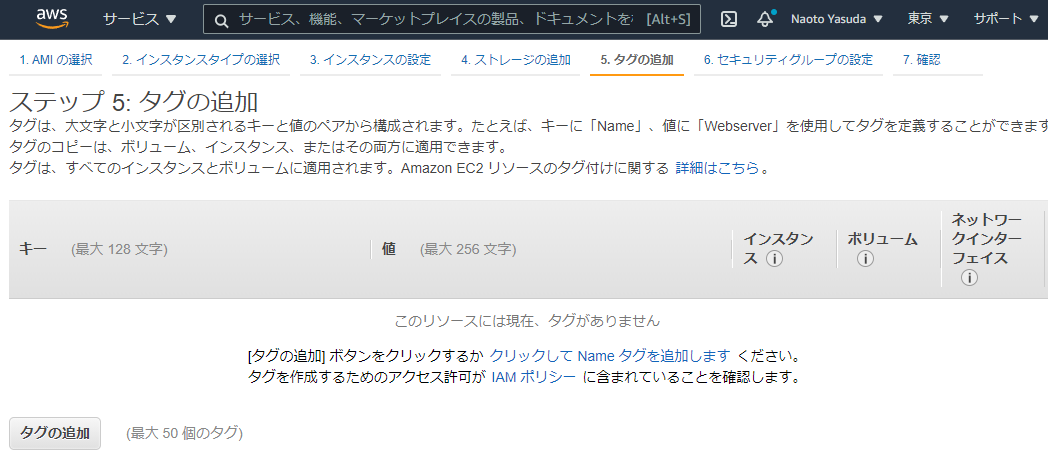 aws サービス ▼ サービス、機能、マーケットプレイスの製品、ドキュメントを [Alt+S] Naoto Yasuda ▼ 東京 ▼ サポート ▼
1. AMI の選択 2. インスタンスタイプの選択 3. インスタンスの設定 4. ストレージの追加 5. タグの追加 6. セキュリティグループの設定 7. 確認
ステップ 5: タグの追加
タグは、大文字と小文字が区別されるキーと値のペアから構成されます。たとえば、キーに「Name」、値に「Webserver」を使用してタグを定義することができます
タグのコピーは、ボリューム、インスタンス、またはその両方に適用できます。
タグは、すべてのインスタンスとボリュームに適用されます。Amazon EC2 リソースのタグ付けに関する 詳細はこちら 。
キー (最大 128 文字) 値 (最大 256 文字) インスタン
ス ボリューム ネットワー
クインター
フェイス
このリソースには現在、タグがありません
[タグの追加] ボタンをクリックするか クリックして Name タグを追加します ください。
タグを作成するためのアクセス許可が IAM ポリシー に含まれていることを確認します。
タグの追加 (最大 50 個のタグ)